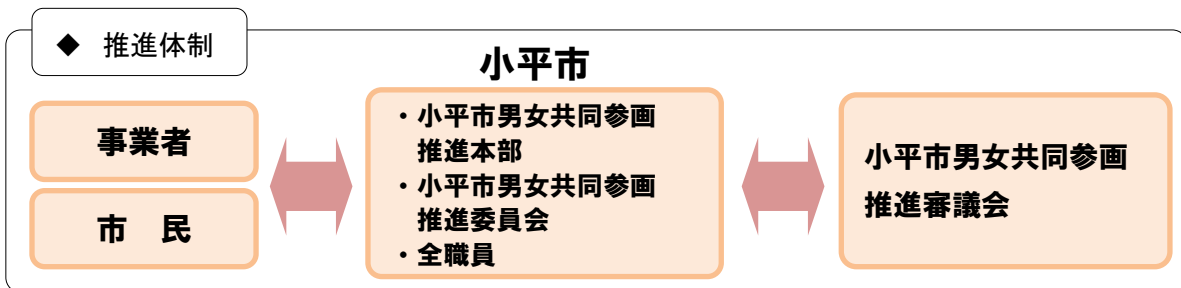 ◆ 推進体制
小平市
事業者
市 民
・小平市男女共同参画
推進本部
・小平市男女共同参画
推進委員会
・全職員
小平市男女共同参画
推進審議会